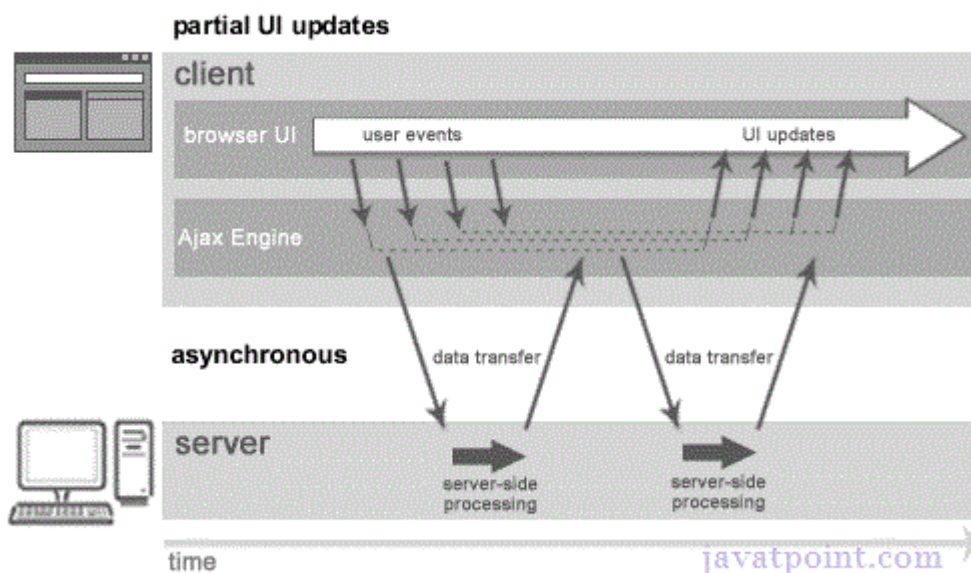 partial UI updates
client
browser UI
user events
UI updates
Ajax Engine
asynchronous
data transfer
data transfer
server
server-side
processing
server-side
processing
time
javatpoint.com